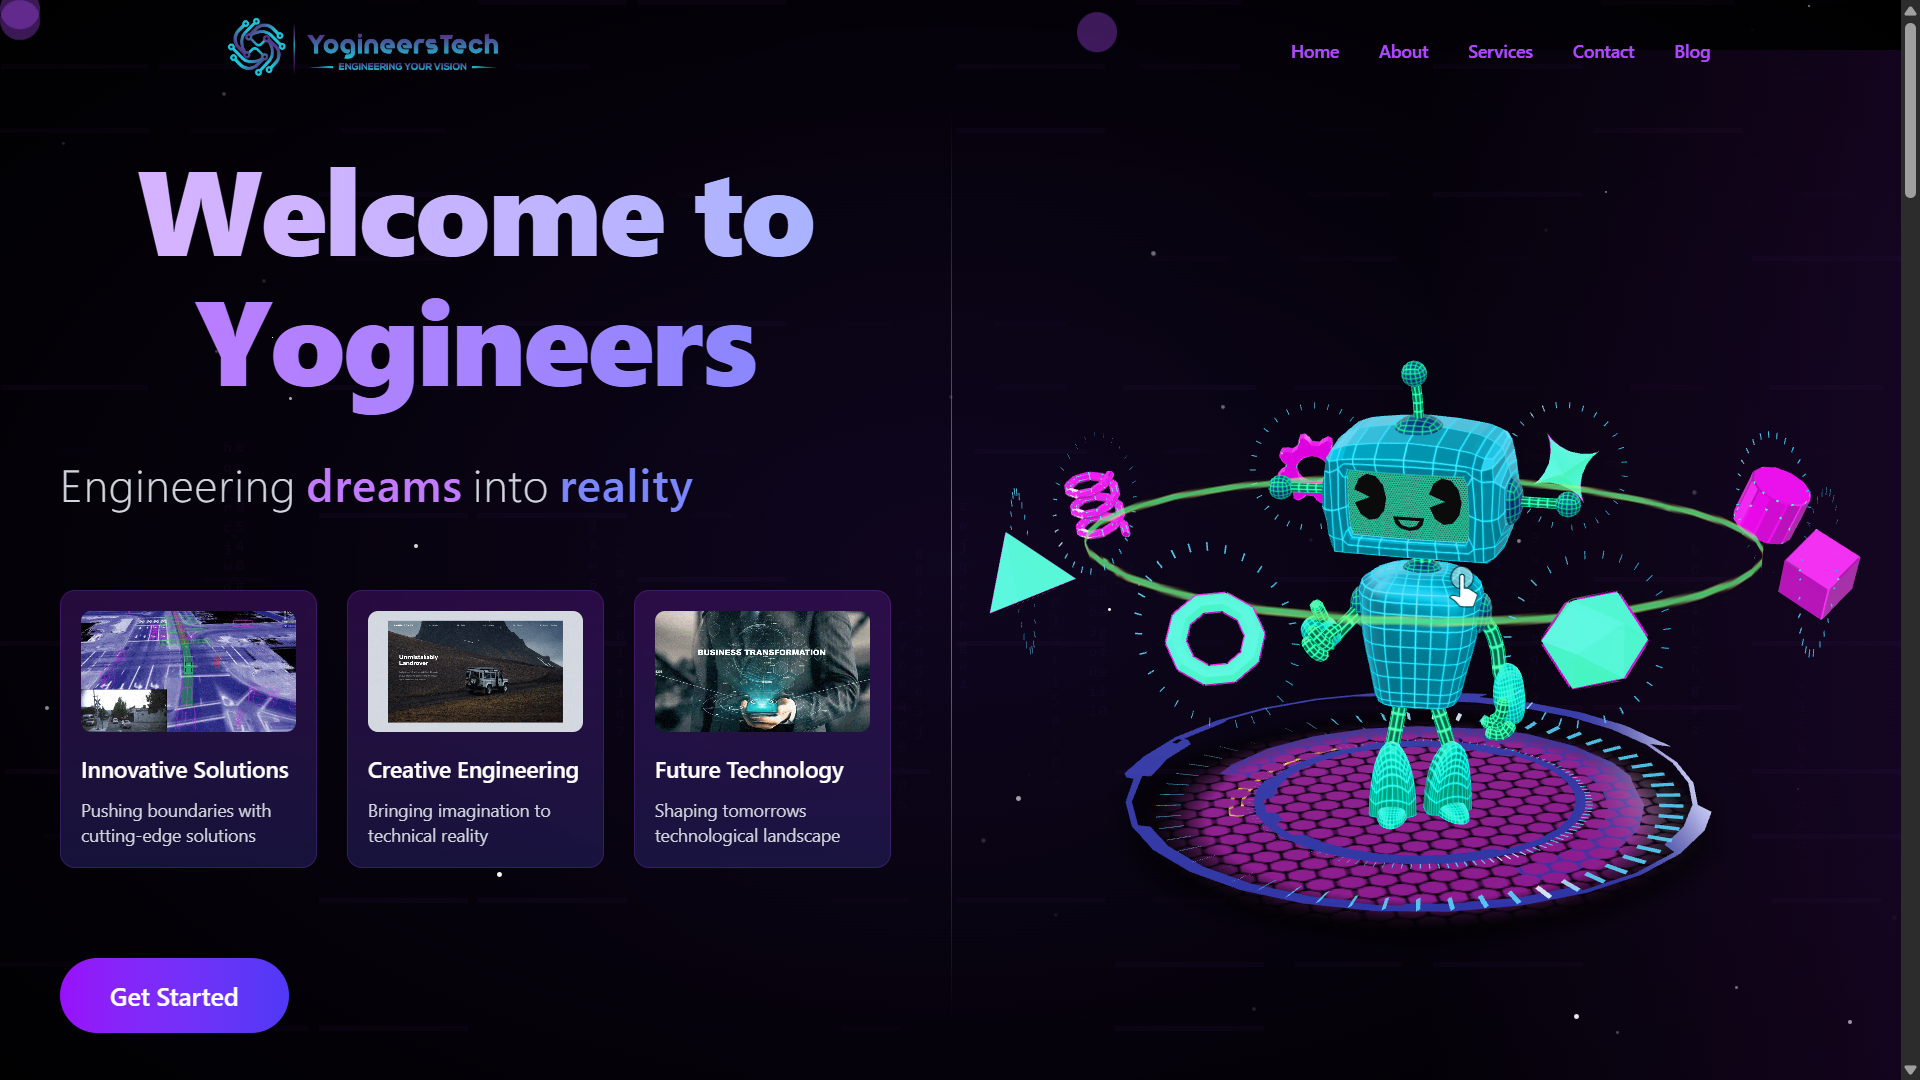 YogineersTech
ENGINEERING YOUR VISION
Home
About
Services
Contact
Blog
Welcome to
Yogineers
Engineering dreams into reality
Unmistakably
Landrover
BUSINESS TRANSFORMATION
Innovative Solutions
Pushing boundaries with
cutting-edge solutions
Creative Engineering
Bringing imagination to
technical reality
Future Technology
Shaping tomorrows
technological landscape
Get Started